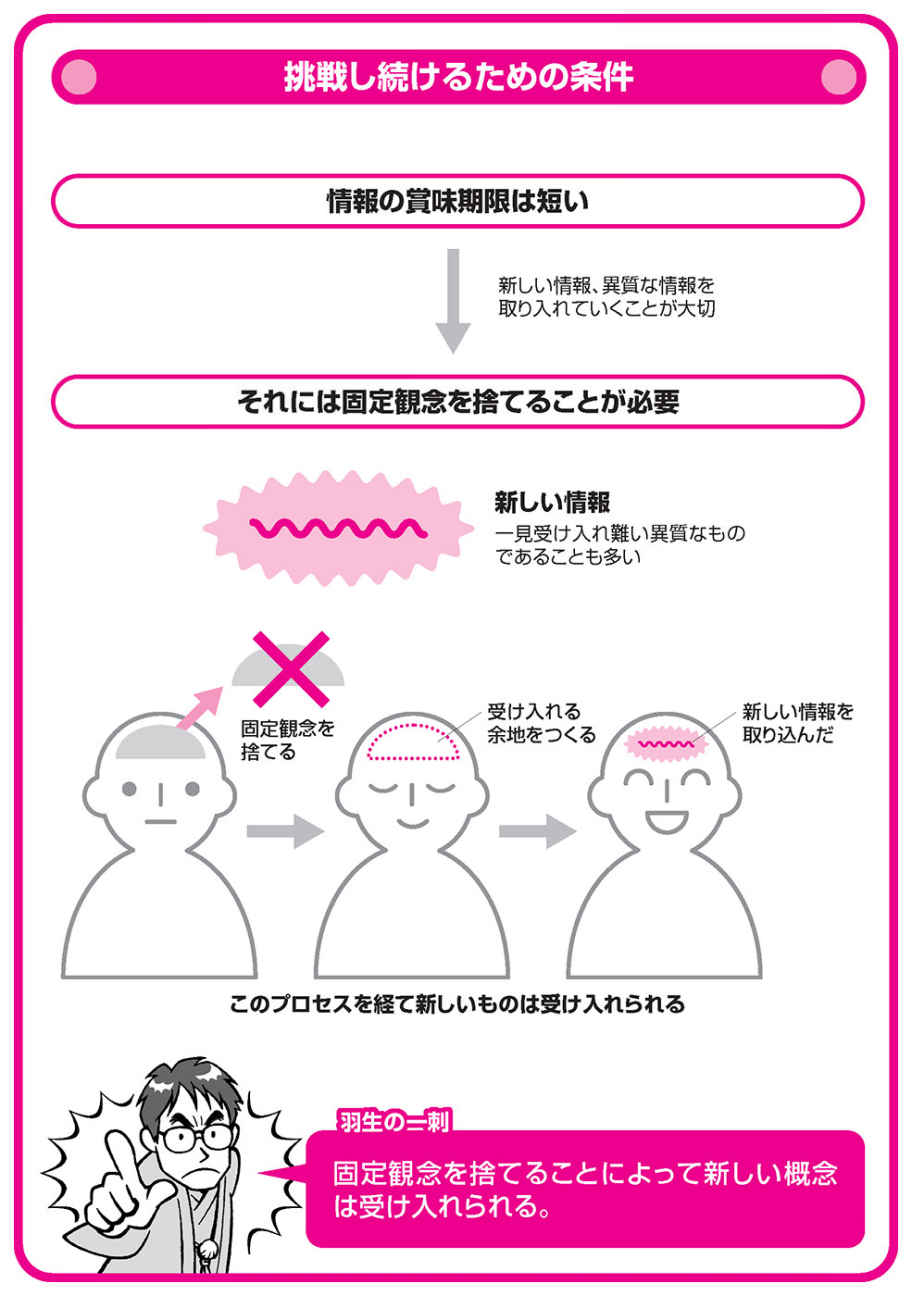 挑戦し続けるための条件
情報の賞味期限は短い
新しい情報、異質な情報を
取り入れていくことが大切
それには固定観念を捨てることが必要
新しい情報
一見受け入れ難い異質なもの
であることも多い
固定観念を
捨てる
受け入れる
余地をつくる
新しい情報を
取り込んだ
このプロセスを経て新しいものは受け入れられる
羽生の一刺
固定観念を捨てることによって新しい概念
は受け入れられる。